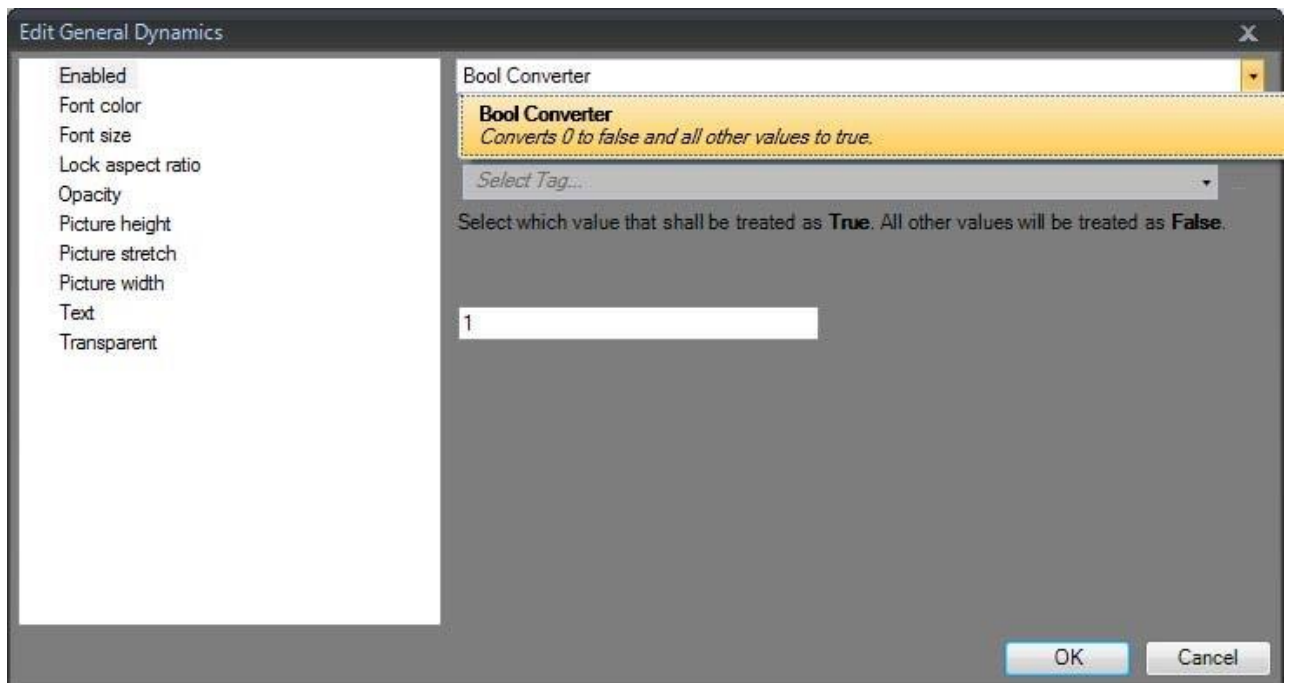 Edit General Dynamics
x
Enabled
Font color
Font size
Lock aspect ratio
Opacity
Picture height
Picture stretch
Picture width
Text
Transparent
Bool Converter
Bool Converter
Converts 0 to false and all other values to true.
Select Tag...
Select which value that shall be treated as True. All other values will be treated as False.
1
OK
Cancel